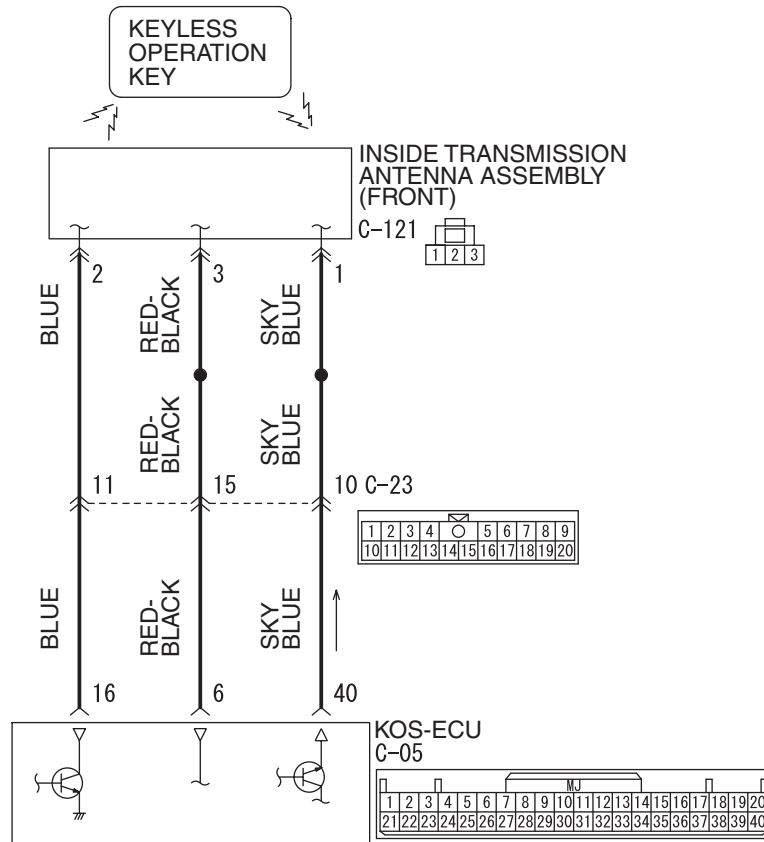 KEYLESS
OPERATION
KEY
INSIDE TRANSMISSION
ANTENNA ASSEMBLY
(FRONT)
C-121
1 2 3
2 3 1
BLUE
RED-
BLACK
SKY
BLUE
RED-
BLACK
SKY
BLUE
11 15 10 C-23
1 2 3 4 5 6 7 8 9
10 11 12 13 14 15 16 17 18 19 20
BLUE
RED-
BLACK
SKY
BLUE
16 6 40
KOS-ECU
C-05
MJ
1 2 3 4 5 6 7 8 9 10 11 12 13 14 15 16 17 18 19 20
21 22 23 24 25 26 27 28 29 30 31 32 33 34 35 36 37 38 39 40